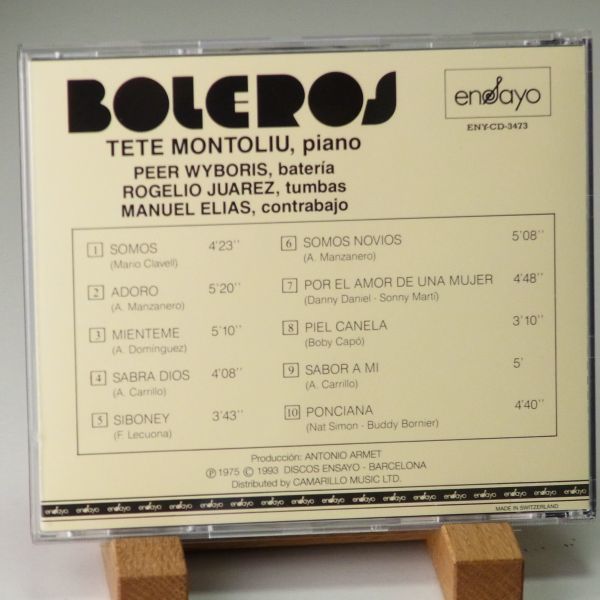 BOLEROS
ensayo
ENY-CD-3473
TETE MONTOLIU, piano
PEER WYBORIS, batería
ROGELIO JUAREZ, tumbas
MANUEL ELIAS, contrabajo
1 SOMOS 4'23''
(Mario Clavell)
2 ADORO 5'20''
(A. Manzanero)
3 MIENTEME 5'10''
(A. Dominguez)
4 SABRA DIOS 4'08''
(A. Carrillo)
5 SIBONEY 3'43''
(F. Lecuona)
6 SOMOS NOVIOS 5'08''
(A. Manzanero)
7 POR EL AMOR DE UNA MUJER 4'48''
(Danny Daniel - Sonny Martí)
8 PIEL CANELA 3'10''
(Boby Capó)
9 SABOR A MI 5'
(A. Carrillo)
10 PONCIANA 4'40''
(Nat Simon - Buddy Bornier)
Producción: ANTONIO ARMET
℗ 1975 © 1993 DISCOS ENSAYO - BARCELONA
Distributed by CAMARILLO MUSIC LTD.
ensayo ensayo ensayo ensayo ensayo ensayo ensayo ensayo ensayo ensayo ensayo ensayo ensayo
MADE IN SWITZERLAND